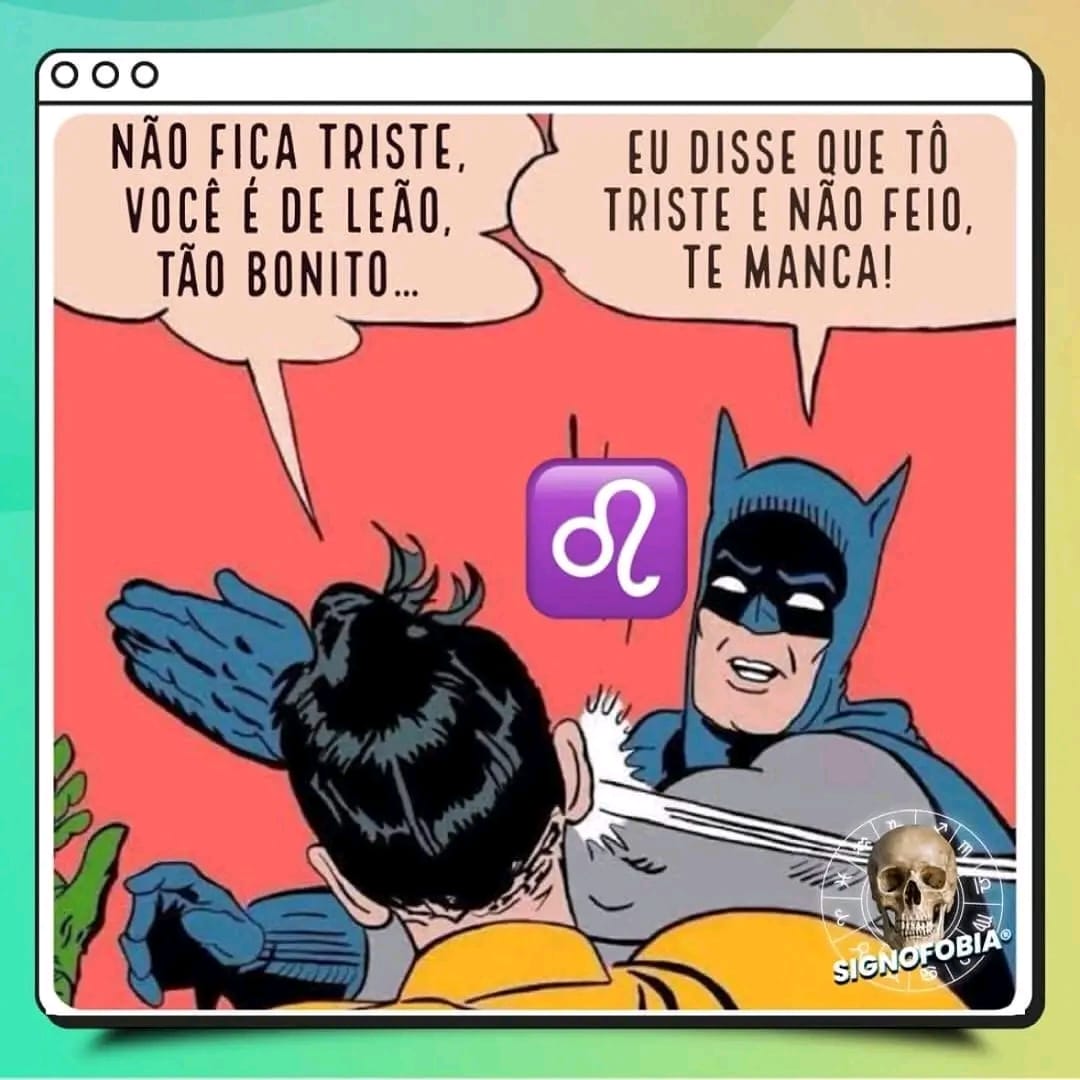 NÃO FICA TRISTE,
VOCÊ É DE LEÃO,
TÃO BONITO...
EU DISSE QUE TÔ
TRISTE E NÃO FEIO,
TE MANCA!
SIGNOFOBIA®